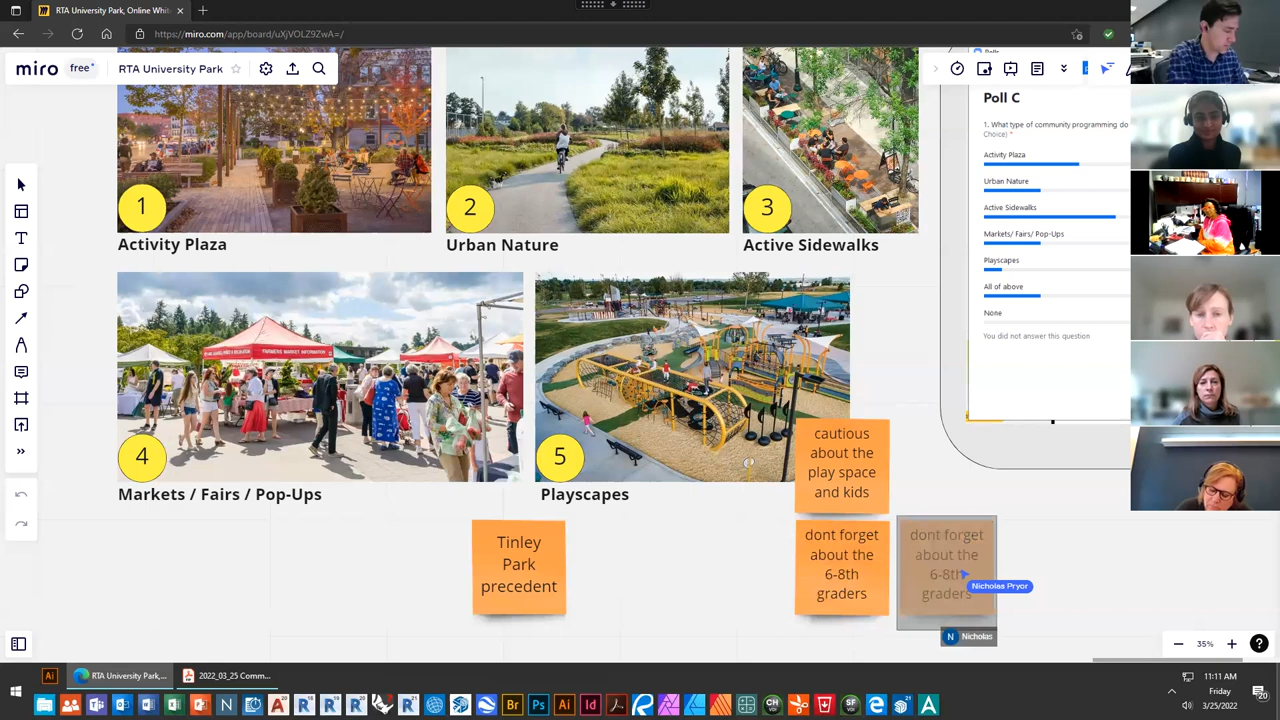 RTA University Park, Online Whit
https://miro.com/app/board/uXjVOLZ9ZwA=/
miro free
RTA University Park
1
Activity Plaza
2
Urban Nature
3
Active Sidewalks
4
Markets / Fairs / Pop-Ups
5
Playscapes
FARMERS MARKET INFORMATION
Polls
Poll C
1. What type of community programming do
Choice) *
Activity Plaza
Urban Nature
Active Sidewalks
Markets/ Fairs/ Pop-Ups
Playscapes
All of above
None
You did not answer this question
cautious
about the
play space
and kids
Tinley
Park
precedent
dont forget
about the
6-8th
graders
dont forget
about the
6-8th
graders
Nicholas Pryor
N Nicholas
35%
RTA University Park,...
2022_03_25 Comm...
11:11 AM
Friday
3/25/2022
20